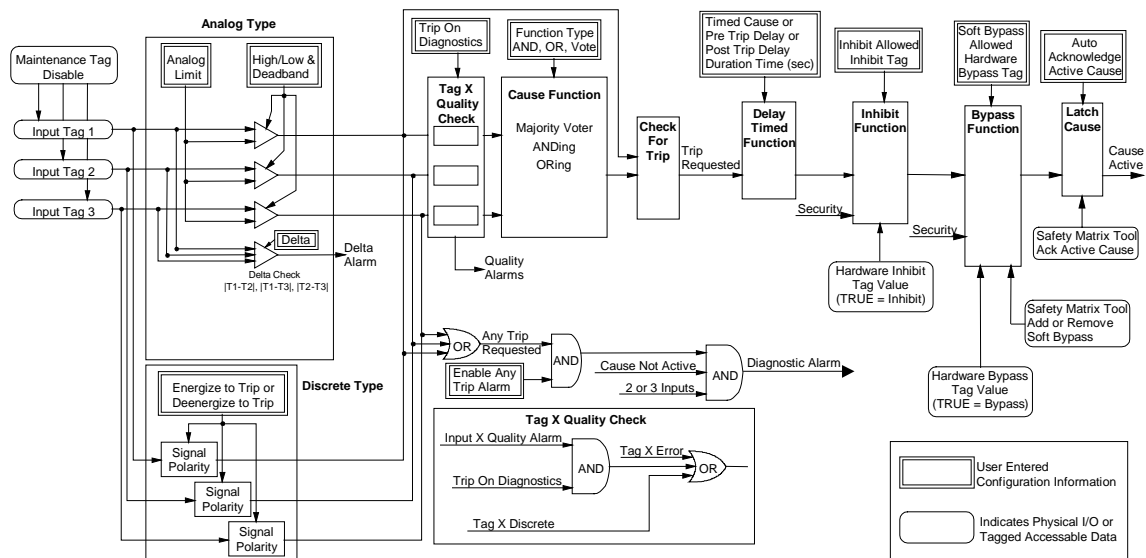 Analog Type
Maintenance Tag
Disable
Input Tag 1
Input Tag 2
Input Tag 3
Analog
Limit
High/Low &
Deadband
Delta
Delta
Alarm
Delta Check
|T1-T2|, |T1-T3|, |T2-T3|
Trip On
Diagnostics
Tag X
Quality
Check
Quality
Alarms
Function Type
AND, OR, Vote
Cause Function
Majority Voter
ANDing
ORing
Check
For
Trip
Trip
Requested
Timed Cause or
Pre Trip Delay or
Post Trip Delay
Duration Time (sec)
Delay
Timed
Function
Inhibit Allowed
Inhibit Tag
Inhibit
Function
Security
Hardware Inhibit
Tag Value
(TRUE = Inhibit)
Soft Bypass
Allowed
Hardware
Bypass Tag
Bypass
Function
Security
Hardware Bypass
Tag Value
(TRUE = Bypass)
Safety Matrix Tool
Add or Remove
Soft Bypass
Auto
Acknowledge
Active Cause
Latch
Cause
Cause
Active
Safety Matrix Tool
Ack Active Cause
Discrete Type
Energize to Trip or
Deenergize to Trip
Signal
Polarity
Signal
Polarity
Signal
Polarity
OR
Any Trip
Requested
Enable Any
Trip Alarm
AND
Cause Not Active
2 or 3 Inputs
AND
Diagnostic Alarm
Tag X Quality Check
Input X Quality Alarm
Trip On Diagnostics
AND
Tag X Error
OR
Tag X Discrete
User Entered
Configuration Information
Indicates Physical I/O or
Tagged Accessable Data